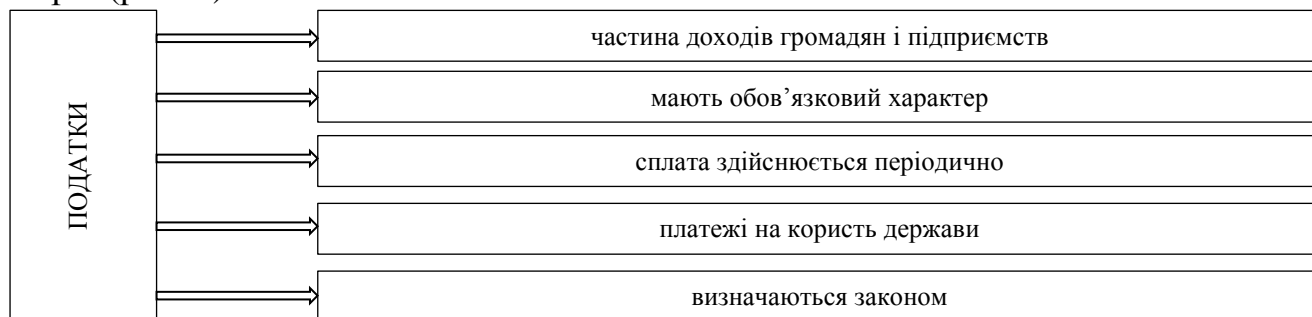 ПОДАТКИ
частина доходів громадян і підприємств
мають обов’язковий характер
сплата здійснюється періодично
платежі на користь держави
визначаються законом